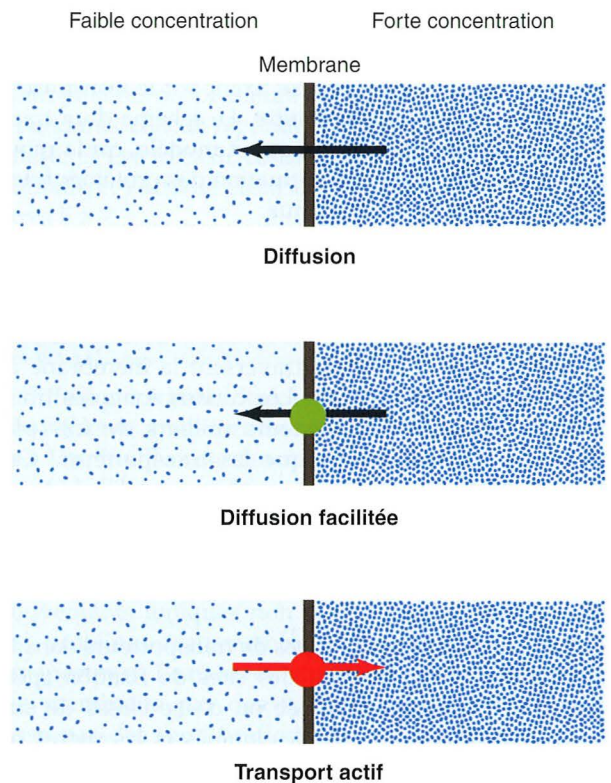 Faible concentration
Forte concentration
Membrane
Diffusion
Diffusion facilitée
Transport actif